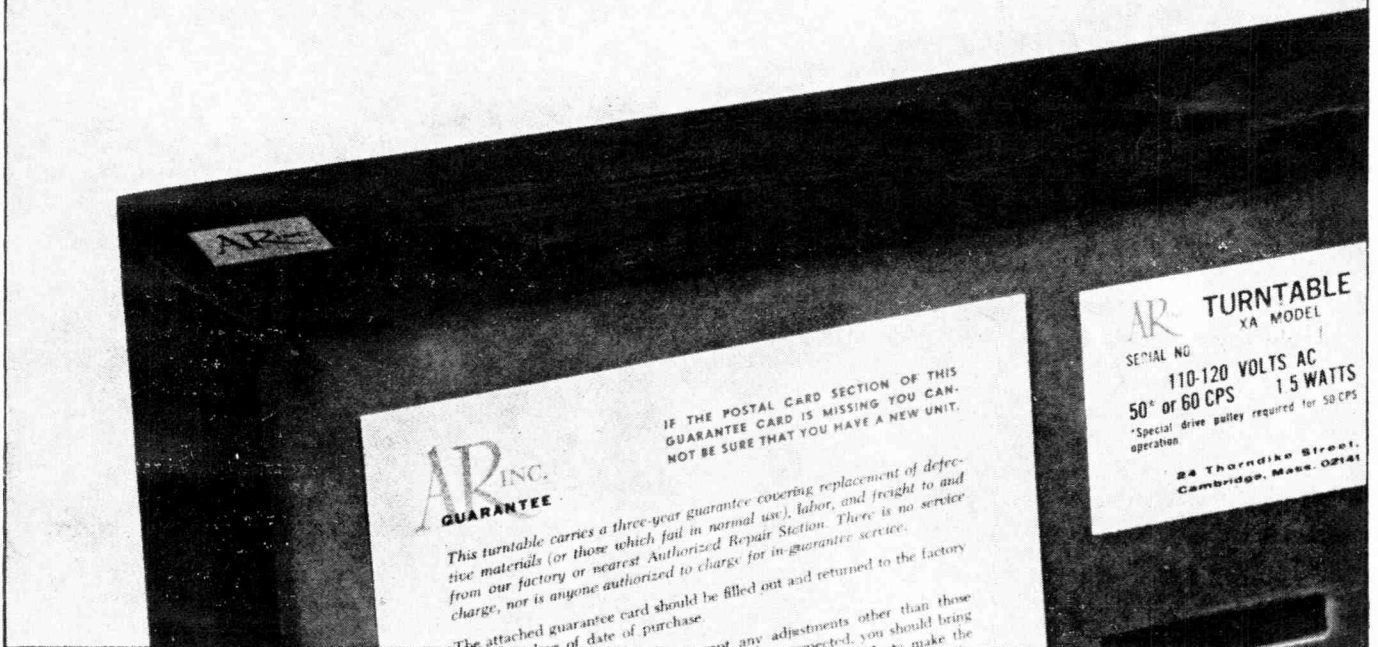 AR INC.
IF THE POSTAL CARD SECTION OF THIS
GUARANTEE CARD IS MISSING YOU CAN-
NOT BE SURE THAT YOU HAVE A NEW UNIT.
AR INC.
GUARANTEE
This turntable carries a three-year guarantee covering replacement of defec-
tive materials (or those which fail in normal use), labor, and freight to and
from our factory or nearest Authorized Repair Station. There is no service
charge, nor is anyone authorized to charge for in-guarantee service.
The attached guarantee card should be filled out and returned to the factory
of date of purchase.
any adjustments other than those
you should bring
make the
AR TURNTABLE
XA MODEL
SERIAL NO
110-120 VOLTS AC
50* or 60 CPS 1 5 WATTS
*Special drive pulley required for 50 CPS
operation
24 Thorndike Street,
Cambridge, Mass. 02141